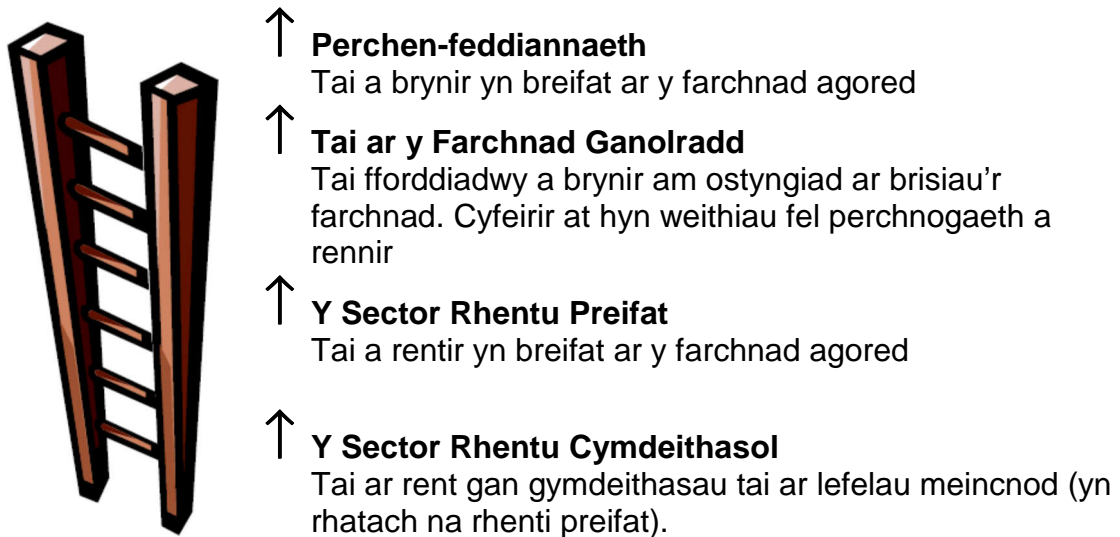 ↑ Perchen-feddiannaeth
Tai a brynir yn breifat ar y farchnad agored
↑ Tai ar y Farchnad Ganolradd
Tai fforddiadwy a brynir am ostyngiad ar brisiau'r
farchnad. Cyfeirir at hyn weithiau fel perchnogaeth a
rennir
↑ Y Sector Rhentu Preifat
Tai a rentir yn breifat ar y farchnad agored
↑ Y Sector Rhentu Cymdeithasol
Tai ar rent gan gymdeithasau tai ar lefelau meincnod (yn
rhatach na rhenti preifat).